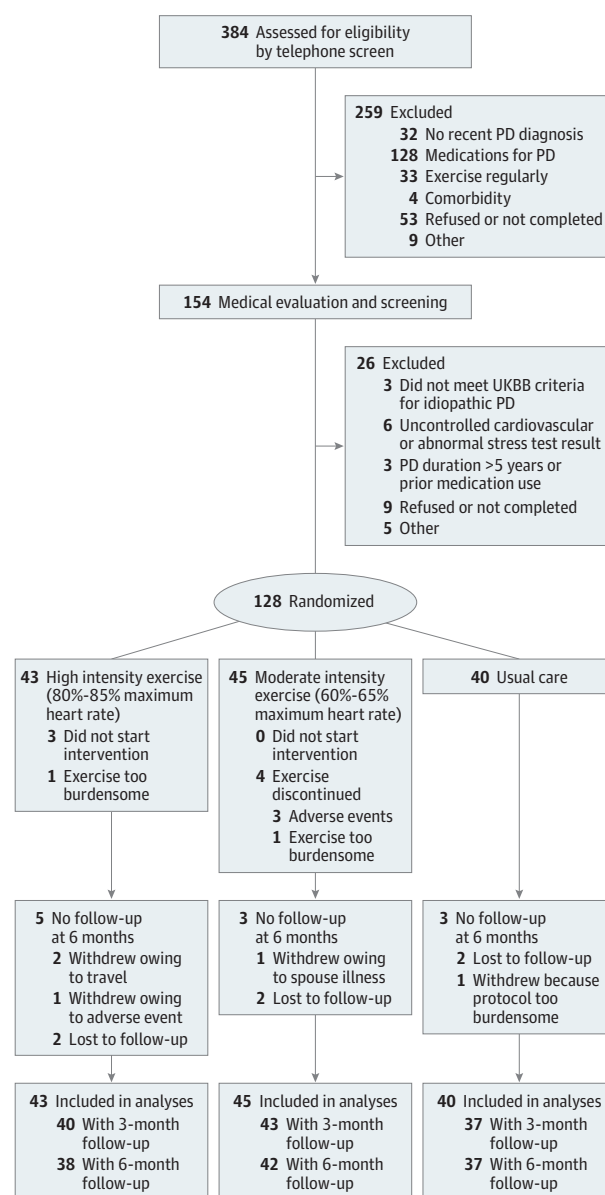 384 Assessed for eligibility
by telephone screen
259 Excluded
32 No recent PD diagnosis
128 Medications for PD
33 Exercise regularly
4 Comorbidity
53 Refused or not completed
9 Other
154 Medical evaluation and screening
26 Excluded
3 Did not meet UKBB criteria
for idiopathic PD
6 Uncontrolled cardiovascular
or abnormal stress test result
3 PD duration >5 years or
prior medication use
9 Refused or not completed
5 Other
128 Randomized
43 High intensity exercise
(80%-85% maximum
heart rate)
3 Did not start
intervention
1 Exercise too
burdensome
45 Moderate intensity
exercise (60%-65%
maximum heart rate)
0 Did not start
intervention
4 Exercise
discontinued
3 Adverse events
1 Exercise too
burdensome
40 Usual care
5 No follow-up
at 6 months
2 Withdrew owing
to travel
1 Withdrew owing
to adverse event
2 Lost to follow-up
3 No follow-up
at 6 months
1 Withdrew owing
to spouse illness
2 Lost to follow-up
3 No follow-up
at 6 months
2 Lost to follow-up
1 Withdrew because
protocol too
burdensome
43 Included in analyses
40 With 3-month
follow-up
38 With 6-month
follow-up
45 Included in analyses
43 With 3-month
follow-up
42 With 6-month
follow-up
40 Included in analyses
37 With 3-month
follow-up
37 With 6-month
follow-up